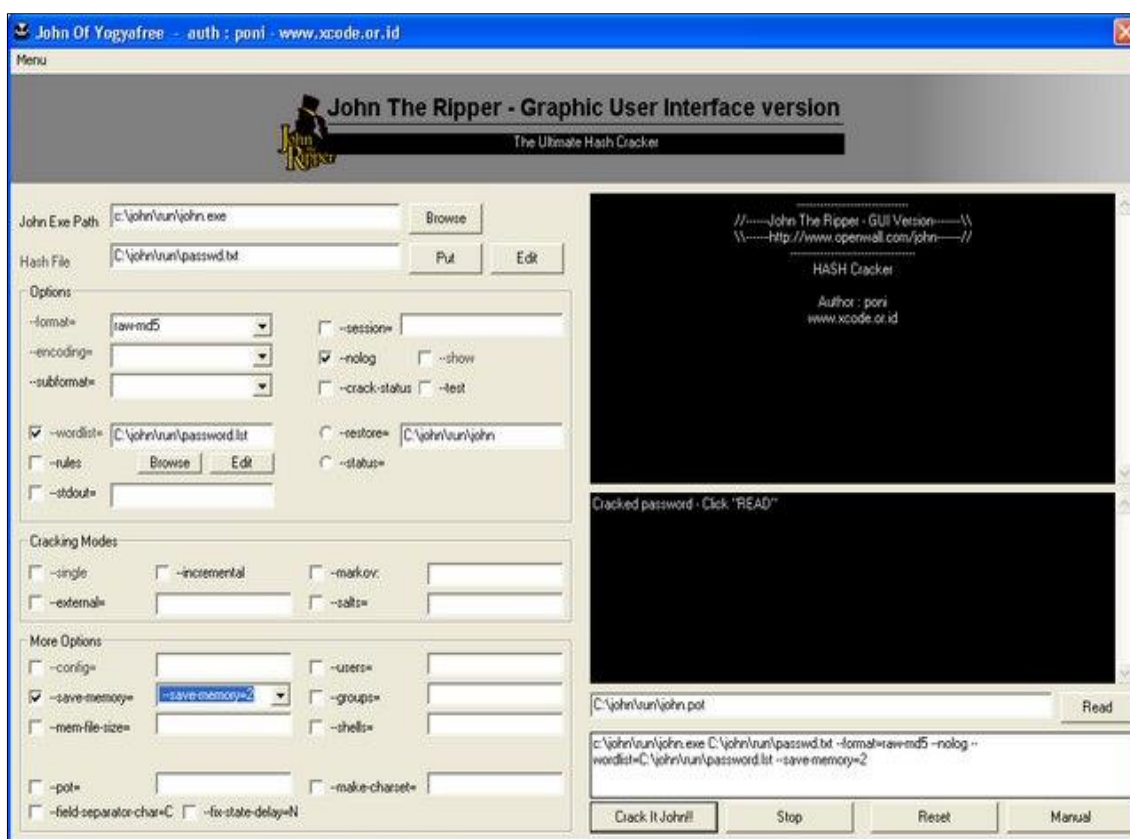 John Of Yogyafree - auth : poni - www.xcode.or.id
Menu
John The Ripper - Graphic User Interface version
The Ultimate Hash Cracker
John the Ripper
John Exe Path c:\john\run\john.exe Browse
Hash File C:\john\run\passwd.txt Put Edit
Options
--format= raw-md5 --session=
--encoding= --nolog --show
--subformat= --crack-status --test
--wordlist= C:\john\run\password.lst --restore= C:\john\run\john
--rules Browse Edit --status=
--stdout=
Cracking Modes
--single --incremental --markov:
--external= --salts=
More Options
--config= --users=
--save-memory= --save-memory=2 --groups=
--mem-file-size= --shells=
--pot= --make-charset=
--field-separator-char=C --fix-state-delay=N
------------------------------
//------John The Ripper - GUI Version-------\\
\\------http://www.openwall.com/john------//
------------------------------
HASH Cracker
Author : poni
www.xcode.or.id
Cracked password - Click "READ"
C:\john\run\john.pot Read
c:\john\run\john.exe C:\john\run\passwd.txt --format=raw-md5 --nolog --
wordlist=C:\john\run\password.lst --save-memory=2
Crack It John!! Stop Reset Manual